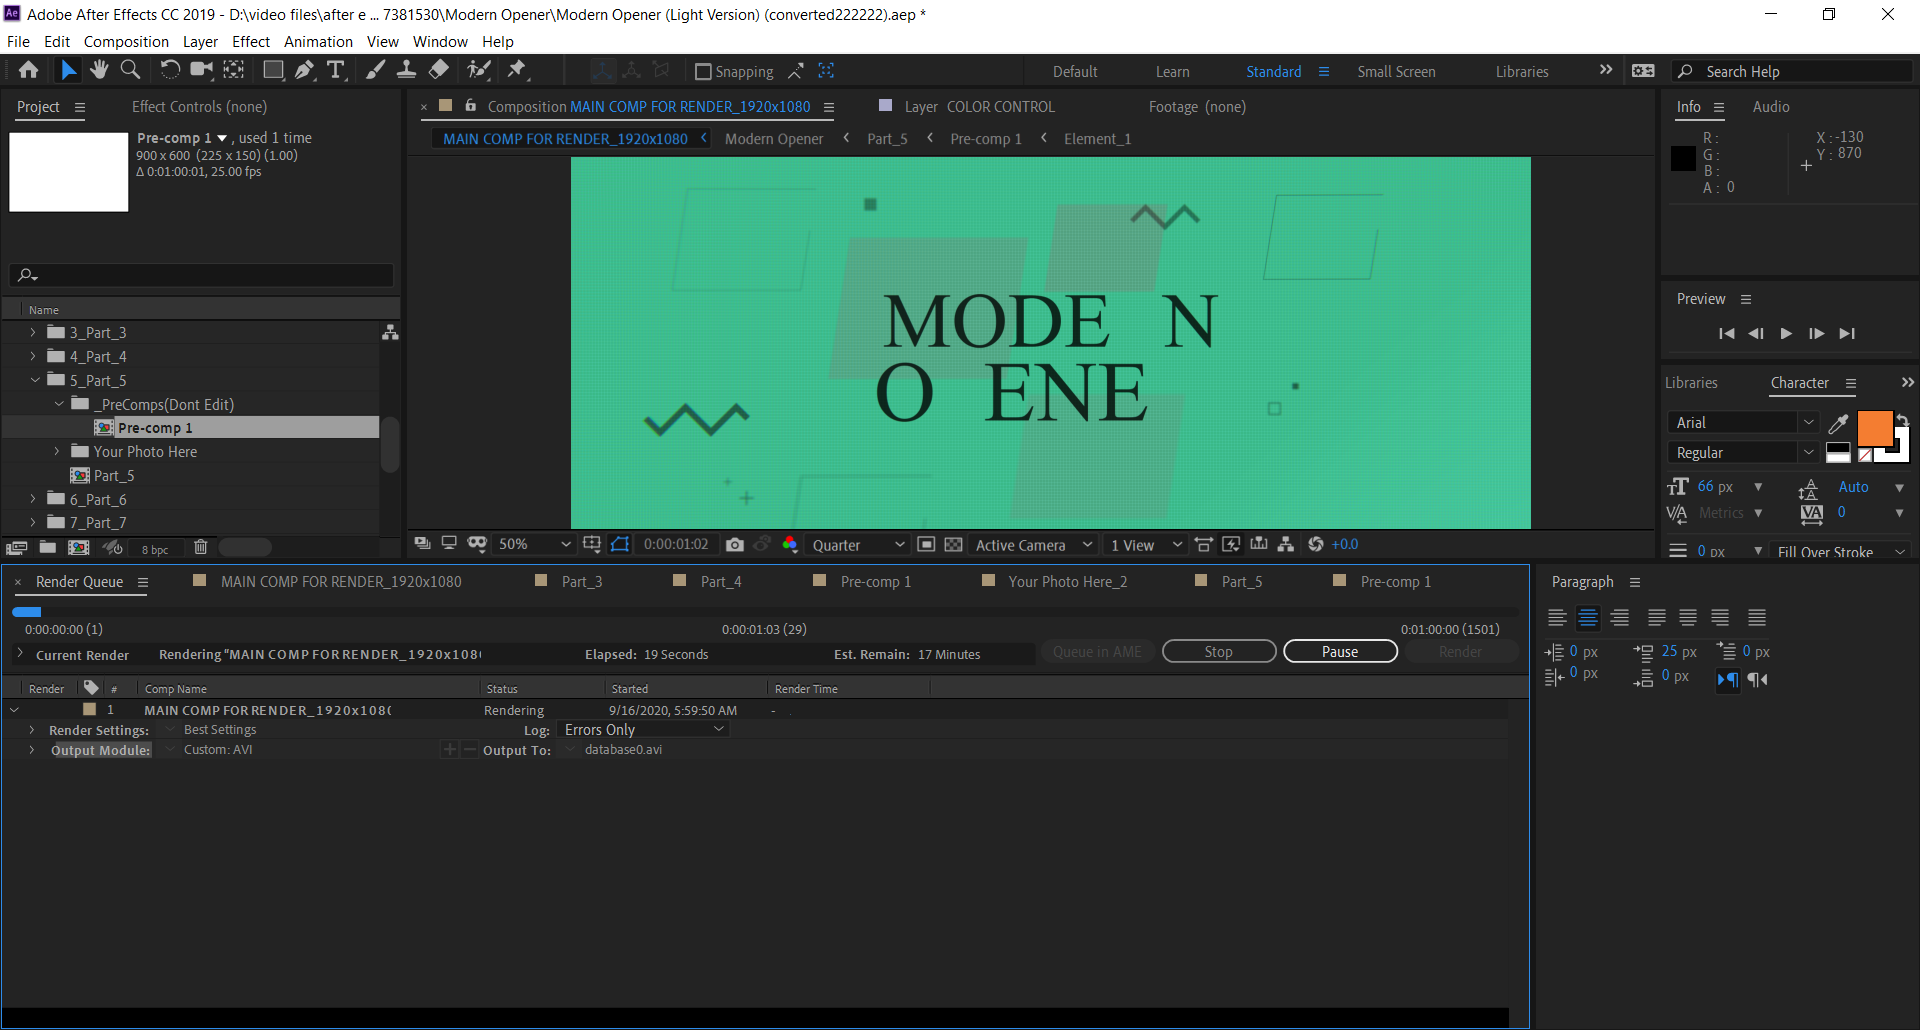 Adobe After Effects CC 2019 - D:\video files\after e ... 7381530\Modern Opener\Modern Opener (Light Version) (converted222222).aep *
File Edit Composition Layer Effect Animation View Window Help
Snapping
Default Learn Standard Small Screen Libraries
Search Help
Project Effect Controls (none)
Pre-comp 1 , used 1 time
900 x 600 (225 x 150) (1.00)
Δ 0:01:00:01, 25.00 fps
Name
3_Part_3
4_Part_4
5_Part_5
_PreComps(Dont Edit)
Pre-comp 1
Your Photo Here
Part_5
6_Part_6
7_Part_7
8 bpc
Composition MAIN COMP FOR RENDER_1920x1080 Layer COLOR CONTROL Footage (none)
MAIN COMP FOR RENDER_1920x1080 Modern Opener Part_5 Pre-comp 1 Element_1
MODE N
O ENE
50% 0:00:01:02 Quarter Active Camera 1 View +0.0
Info Audio
R :
G :
B :
A : 0
X : -130
Y : 870
Preview
Libraries Character
Arial
Regular
66 px Auto
Metrics 0
0 px Fill Over Stroke
Render Queue MAIN COMP FOR RENDER_1920x1080 Part_3 Part_4 Pre-comp 1 Your Photo Here_2 Part_5 Pre-comp 1
0:00:00:00 (1) 0:00:01:03 (29) 0:01:00:00 (1501)
Current Render Rendering "MAIN COMP FOR RENDER_1920x108( Elapsed: 19 Seconds Est. Remain: 17 Minutes Queue in AME Stop Pause Render
Render # Comp Name Status Started Render Time
1 MAIN COMP FOR RENDER_1920x108( Rendering 9/16/2020, 5:59:50 AM -
Render Settings: Best Settings Log: Errors Only
Output Module: Custom: AVI Output To: database0.avi
Paragraph
0 px 25 px 0 px
0 px 0 px